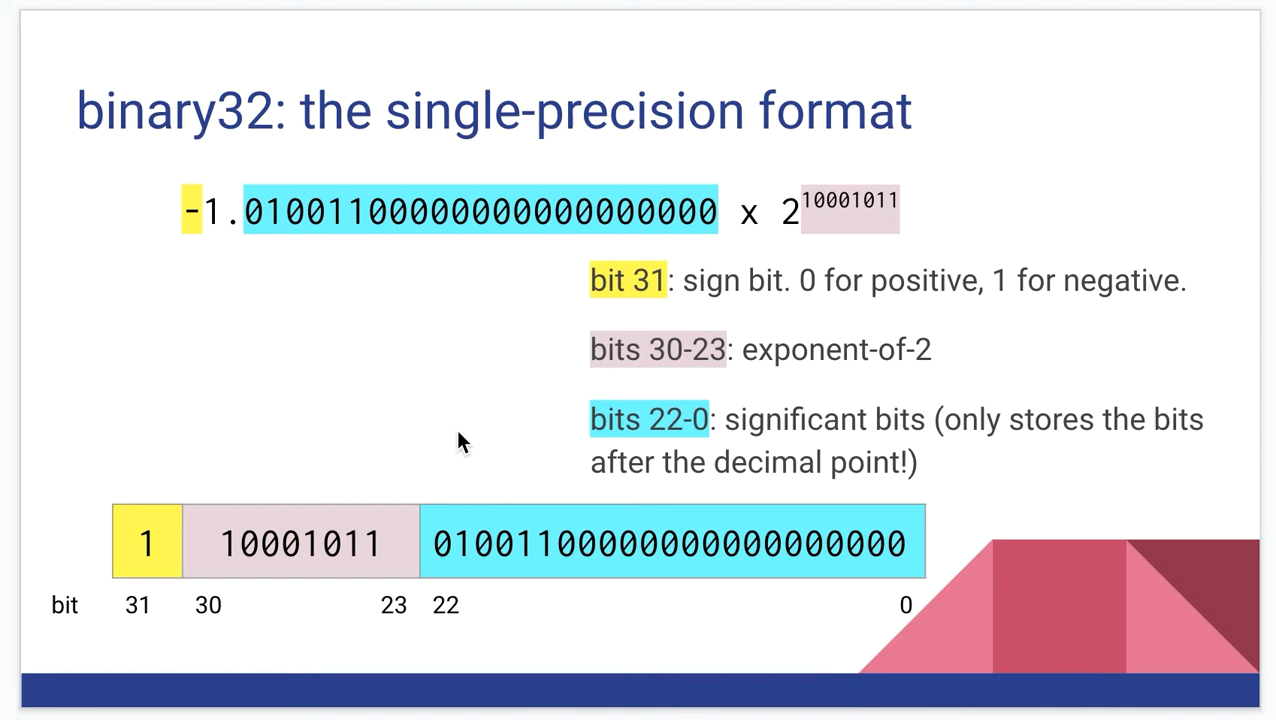 binary32: the single-precision format
-1.01001100000000000000000 x 2^10001011
bit 31: sign bit. 0 for positive, 1 for negative.
bits 30-23: exponent-of-2
bits 22-0: significant bits (only stores the bits
after the decimal point!)
1 10001011 01001100000000000000000
bit 31 30 23 22 0